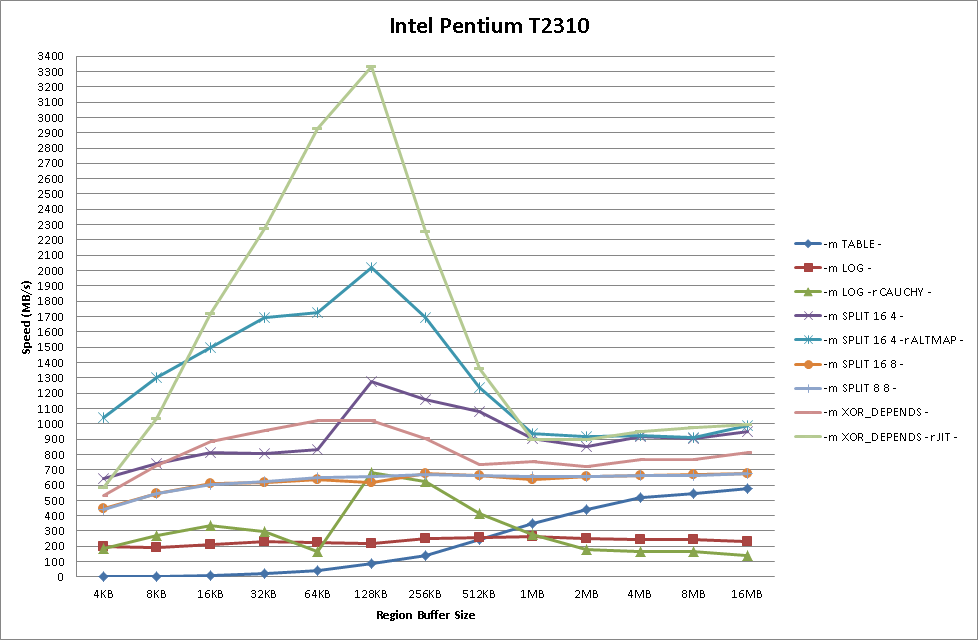 Intel Pentium T2310
3400
3300
3200
3100
3000
2900
2800
2700
2600
2500
2400
2300
2200
2100
2000
1900
1800
1700
1600
1500
1400
1300
1200
1100
1000
900
800
700
600
500
400
300
200
100
0
Speed (MB/s)
4KB 8KB 16KB 32KB 64KB 128KB 256KB 512KB 1MB 2MB 4MB 8MB 16MB
Region Buffer Size
-m TABLE -
-m LOG -
-m LOG -r CAUCHY -
-m SPLIT 16 4 -
-m SPLIT 16 4 -r ALTMAP -
-m SPLIT 16 8 -
-m SPLIT 8 8 -
-m XOR_DEPENDS -
-m XOR_DEPENDS -r JIT -